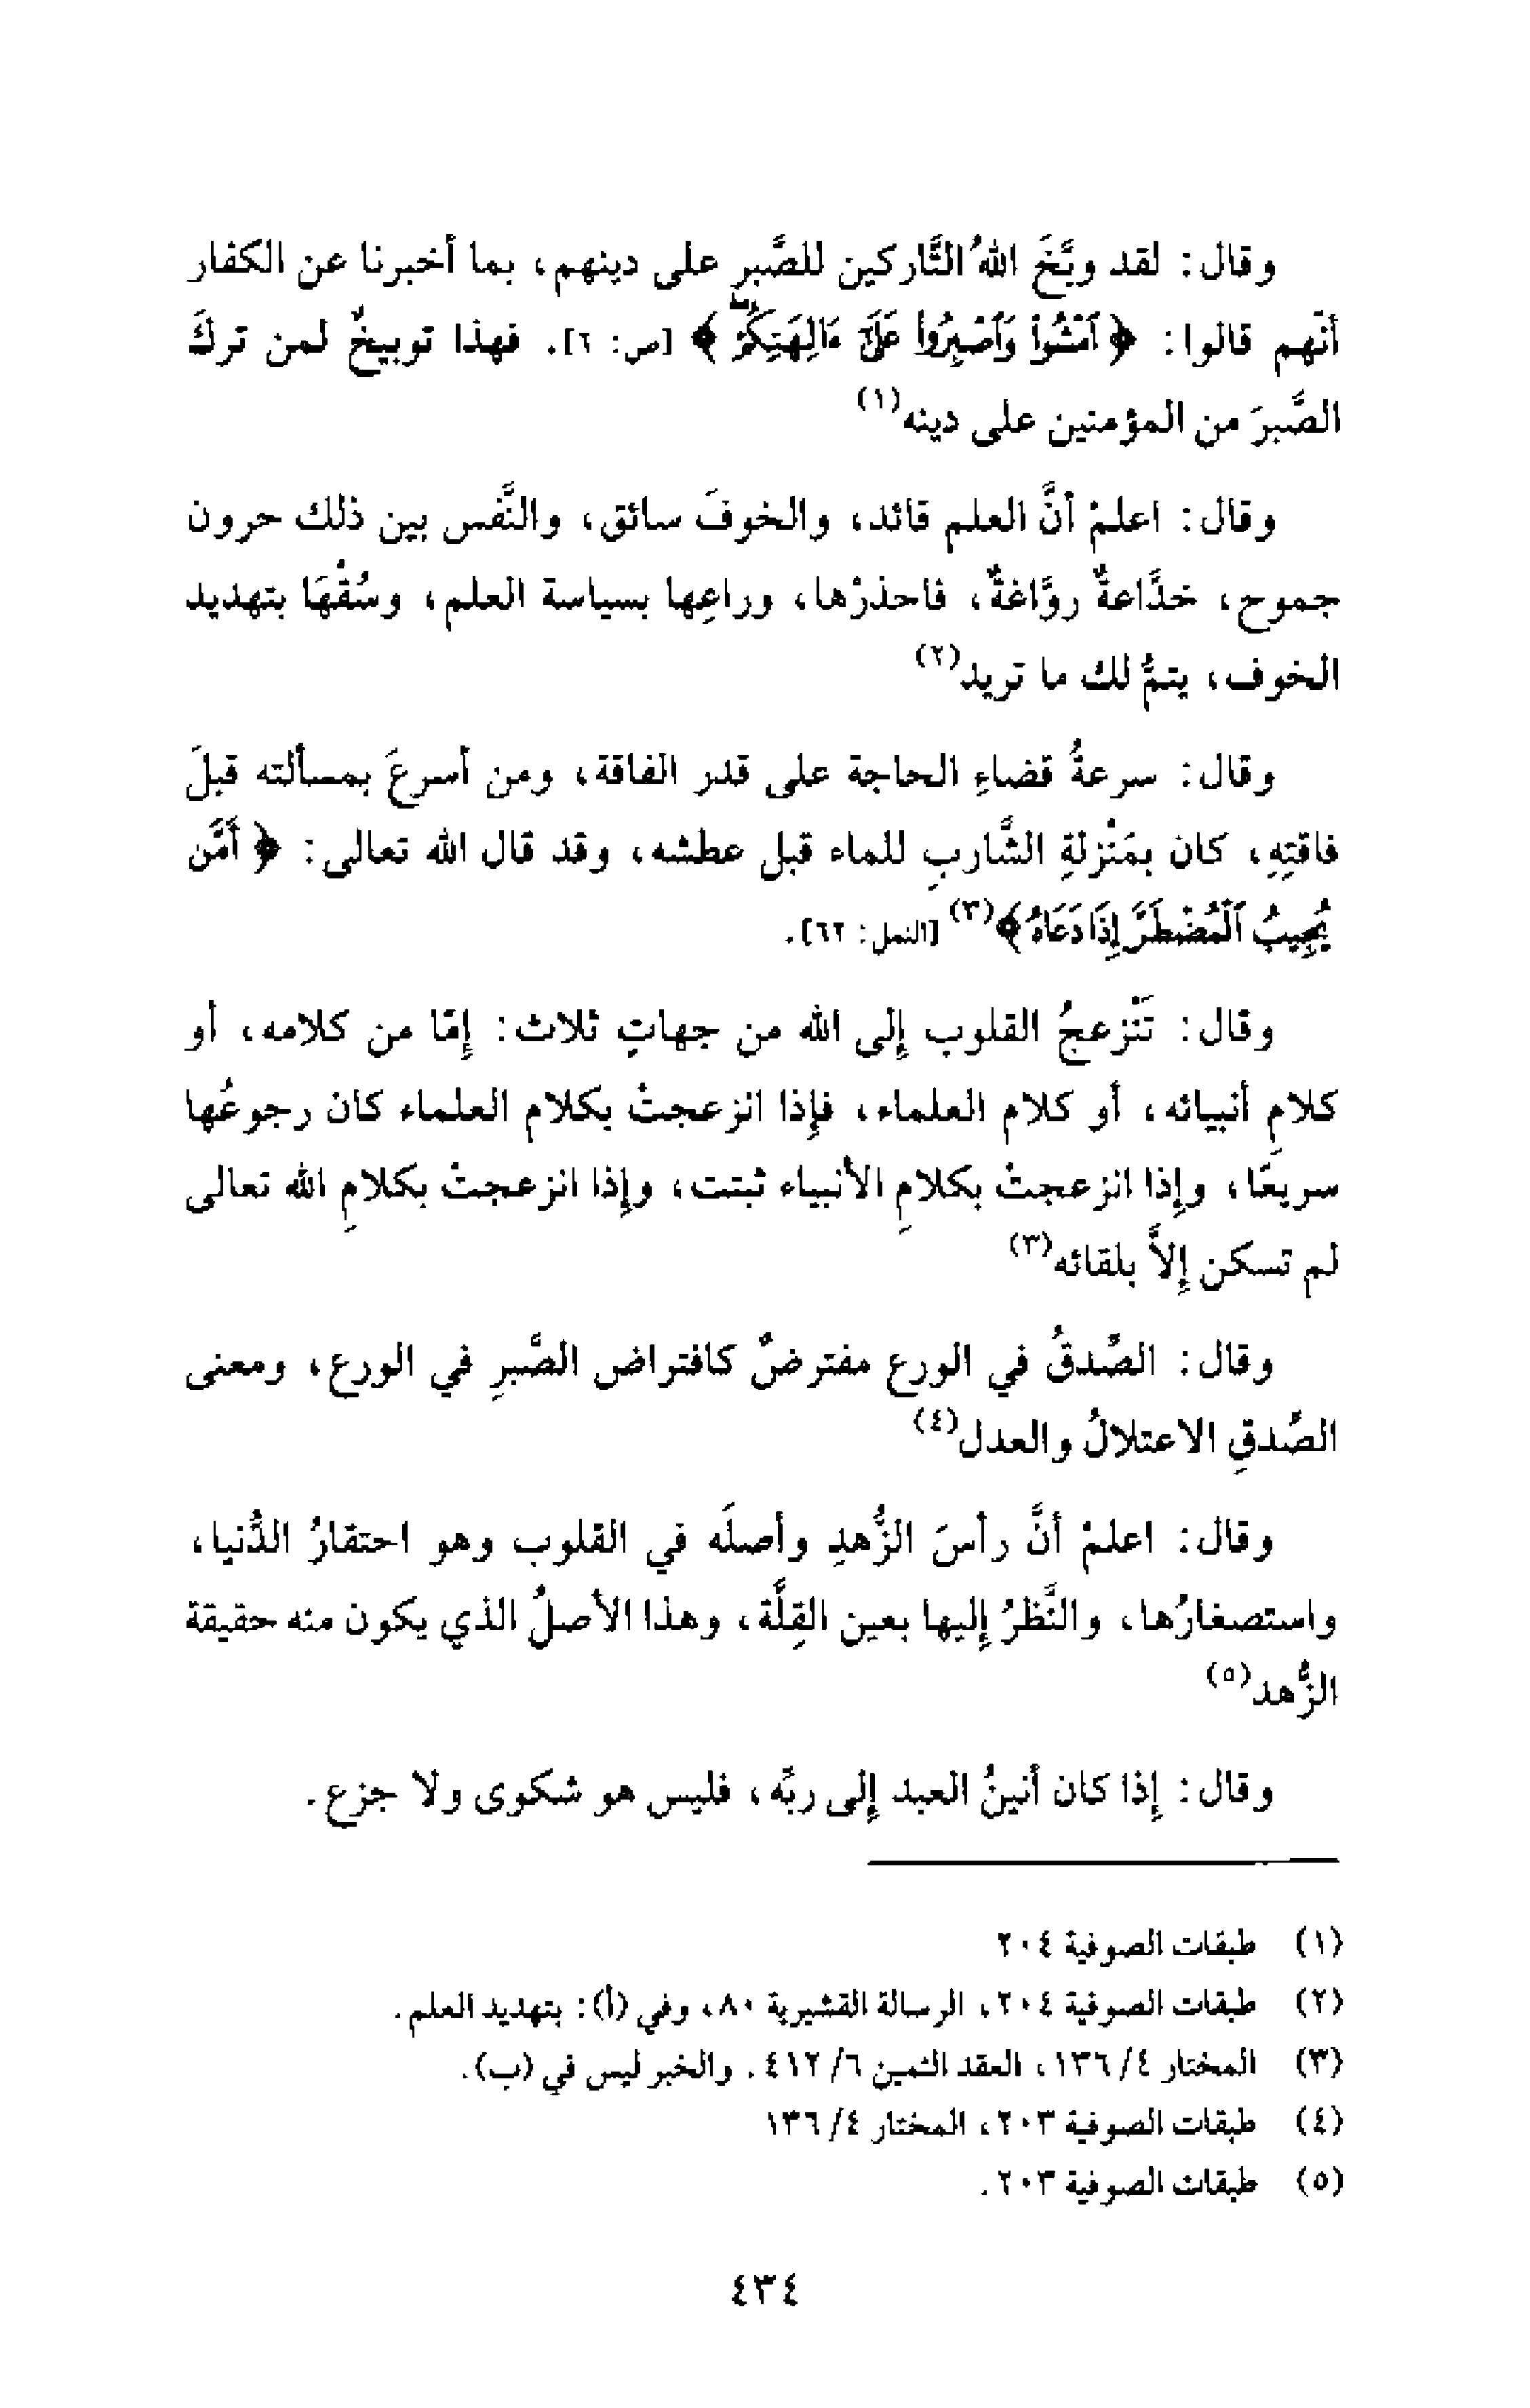 وقال: لقد وبَّخَ اللهُ التَّاركين للصَّبر على دينهم، بما أخبرنا عن الكفار
أنّهم قالوا: ﴿ ٱمْشُوا۟ وَٱصْبِرُوا۟ عَلَىٰٓ ءَالِهَتِكُمْ ﴾ [ص: ٦]. فهذا توبيخٌ لمن تركَ
الصَّبرَ من المؤمنين على دينه(١)
وقال: اعلمْ أنَّ العلم قائد، والخوفَ سائق، والنَّفس بين ذلك حرون
جموح، خدَّاعةٌ روَّاغةٌ، فاحذرْها، وراعِها بسياسة العلم، وسُقْهَا بتهديد
الخوف، يتمُّ لك ما تريد(٢)
وقال: سرعةُ قضاءِ الحاجة على قدر الفاقة، ومن أسرعَ بمسألته قبلَ
فاقتِهِ، كان بمَنْزلةِ الشَّاربِ للماء قبل عطشه، وقد قال الله تعالى: ﴿ أَمَّن
يُجِيبُ ٱلْمُضْطَرَّ إِذَا دَعَاهُ ﴾(٣) [النمل: ٦٢].
وقال: تَنْزعجُ القلوب إلى الله من جهاتٍ ثلاث: إمّا من كلامه، أو
كلامِ أنبيائه، أو كلام العلماء، فإذا انزعجتْ بكلام العلماء كان رجوعُها
سريعًا، وإذا انزعجتْ بكلامِ الأنبياء ثبتت، وإذا انزعجتْ بكلامِ الله تعالى
لم تسكن إلاَّ بلقائه(٣)
وقال: الصِّدقُ في الورع مفترضٌ كافتراض الصَّبرِ في الورع، ومعنى
الصِّدقِ الاعتلالُ والعدل(٤)
وقال: اعلمْ أنَّ رأسَ الزُّهدِ وأصلَه في القلوب وهو احتقارُ الدُّنيا،
واستصغارُها، والنَّظرُ إليها بعين القِلَّة، وهذا الأصلُ الذي يكون منه حقيقة
الزُّهد(٥)
وقال: إذا كان أنينُ العبد إلى ربِّه، فليس هو شكوى ولا جزع.
(١) طبقات الصوفية ٢٠٤
(٢) طبقات الصوفية ٢٠٤، الرسالة القشيرية ٨٠، وفي (أ): بتهديد العلم.
(٣) المختار ٤/ ١٣٦، العقد الثمين ٦/ ٤١٢. والخبر ليس في (ب).
(٤) طبقات الصوفية ٢٠٣، المختار ٤/ ١٣٦
(٥) طبقات الصوفية ٢٠٣.
٤٣٤